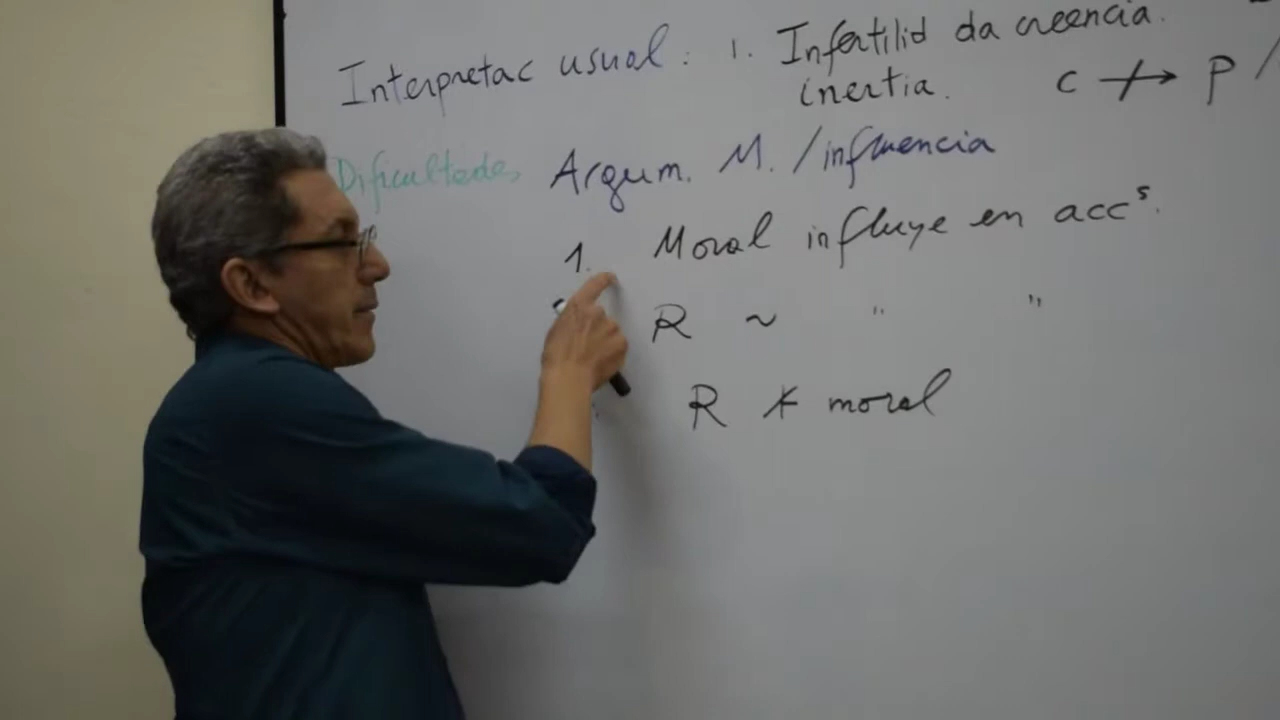 Interpretac usual : 1. Infertilid da creencia.
inertia. C ↛ P /
Dificultades Argum. M. / influencia
1. Moral influye en accˢ.
R ~ " "
R ≁ moral